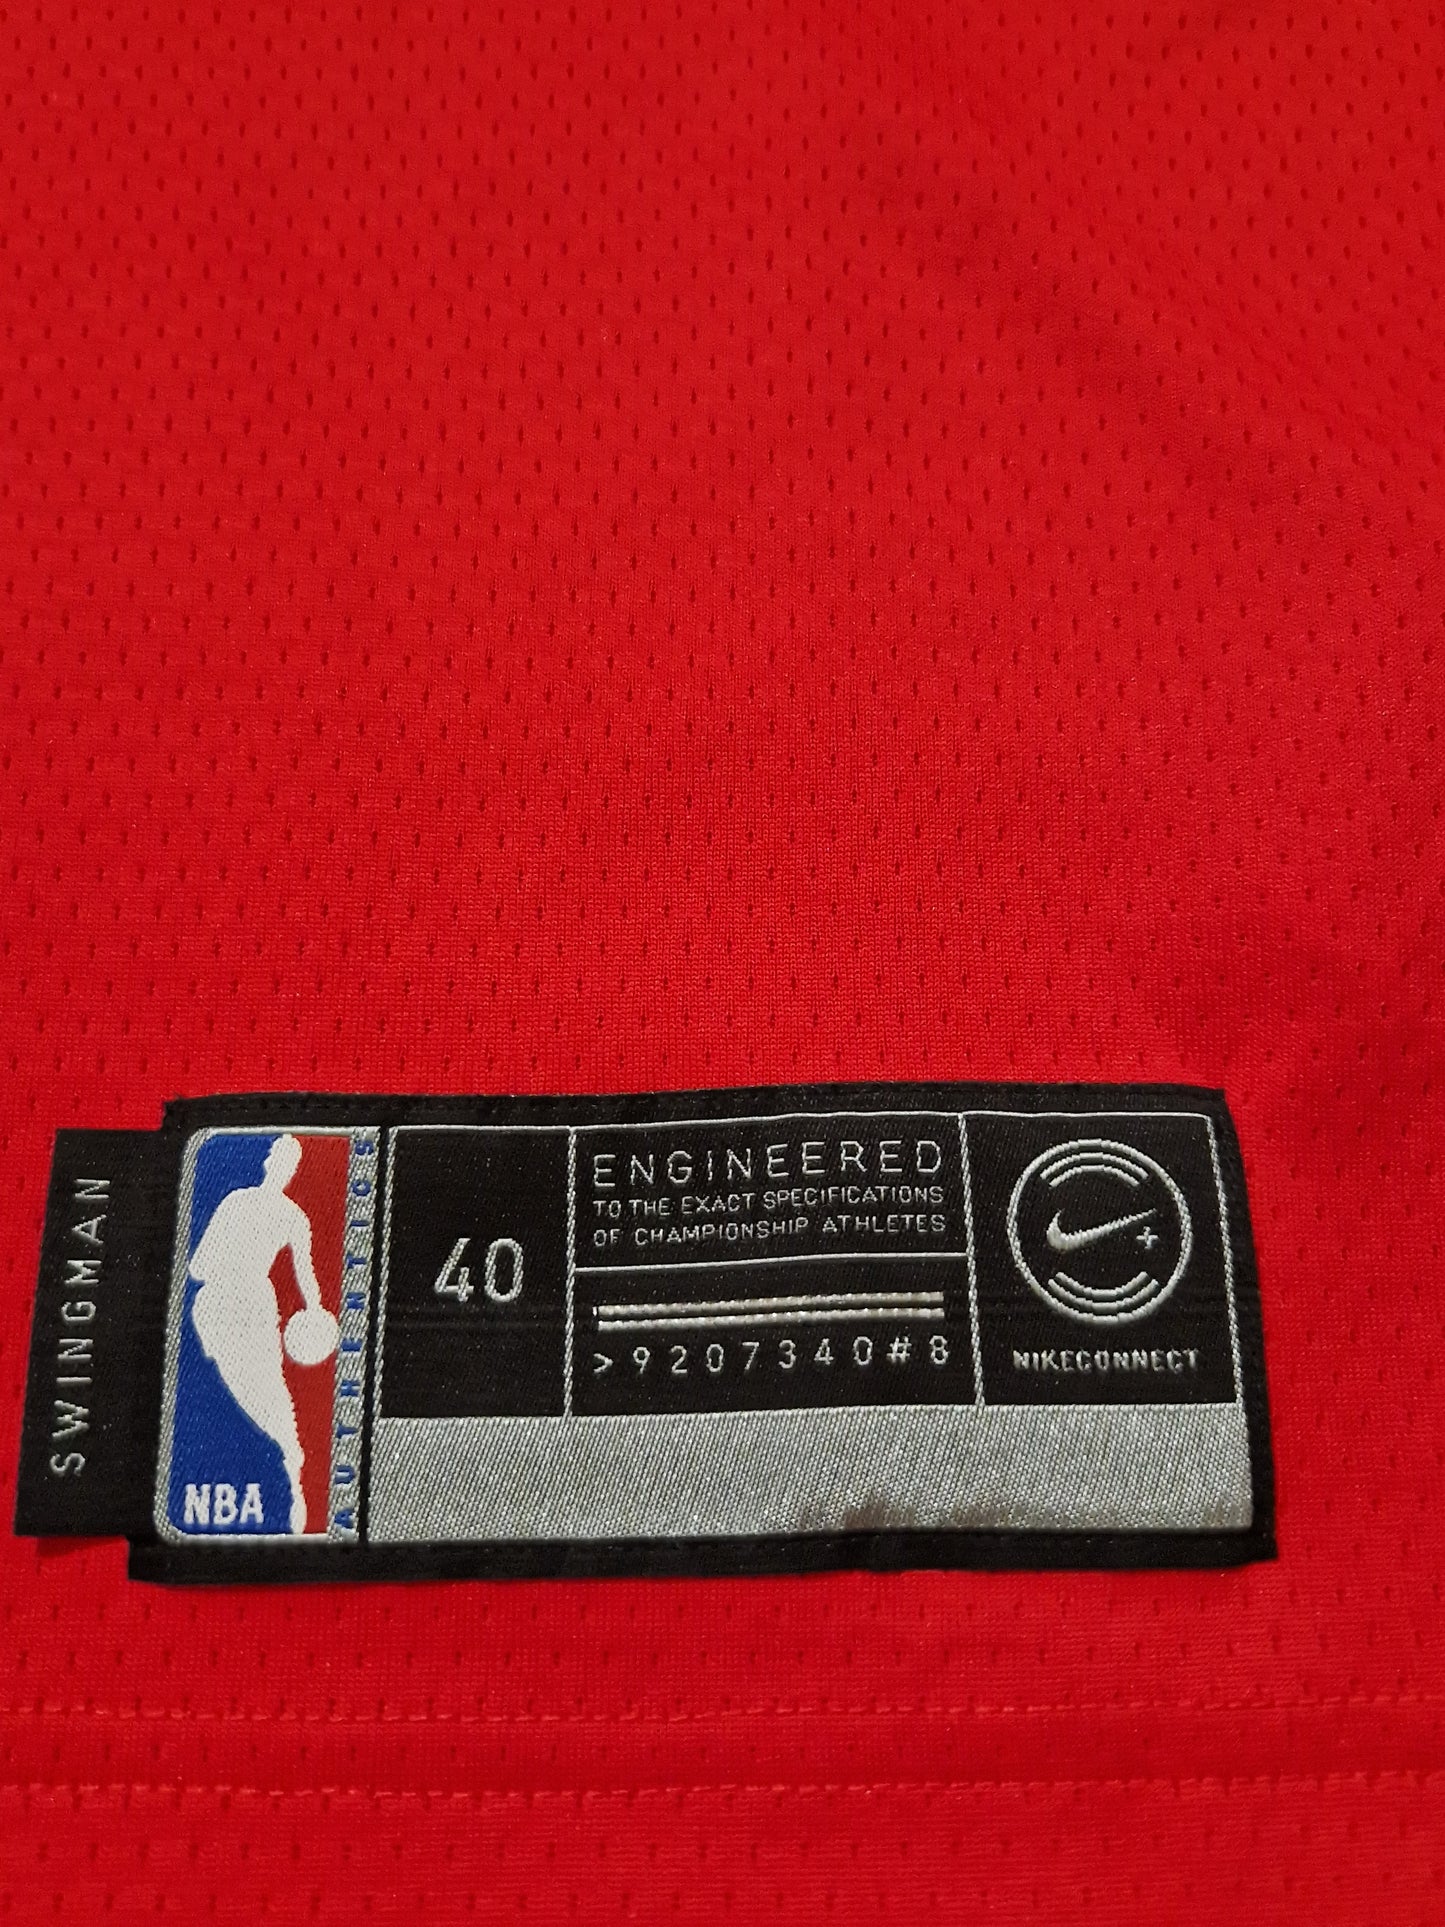 SWINGMAN
NBA
AUTHENTICS
40
ENGINEERED
TO THE EXACT SPECIFICATIONS
OF CHAMPIONSHIP ATHLETES
>9207340#8
NIKECONNECT